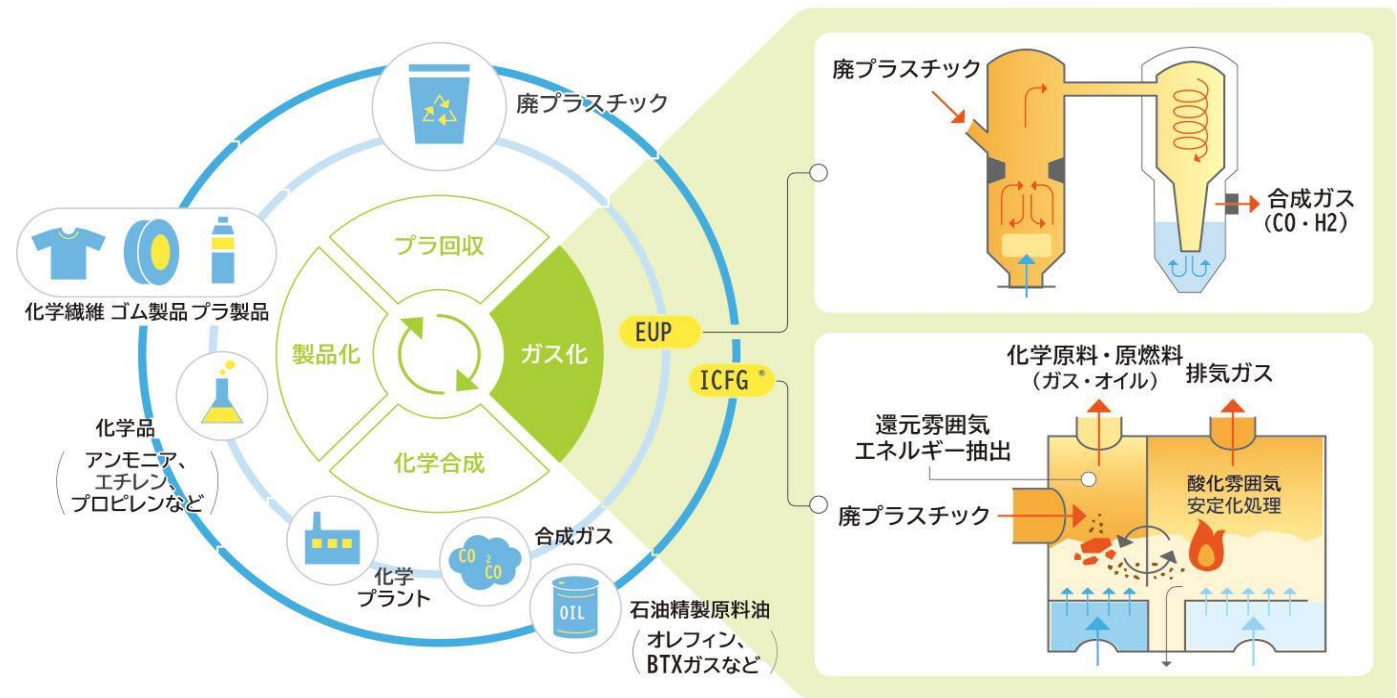 廃プラスチック
プラ回収
ガス化
化学合成
製品化
EUP
ICFG®
化学繊維 ゴム製品 プラ製品
化学品
(アンモニア、
エチレン、
プロピレンなど)
化学
プラント
合成ガス
CO
2
CO
OIL
石油精製原料油
(オレフィン、
BTXガスなど)
廃プラスチック
合成ガス
(CO・H2)
化学原料・原燃料
(ガス・オイル)
排気ガス
還元雰囲気
エネルギー抽出
廃プラスチック
酸化雰囲気
安定化処理